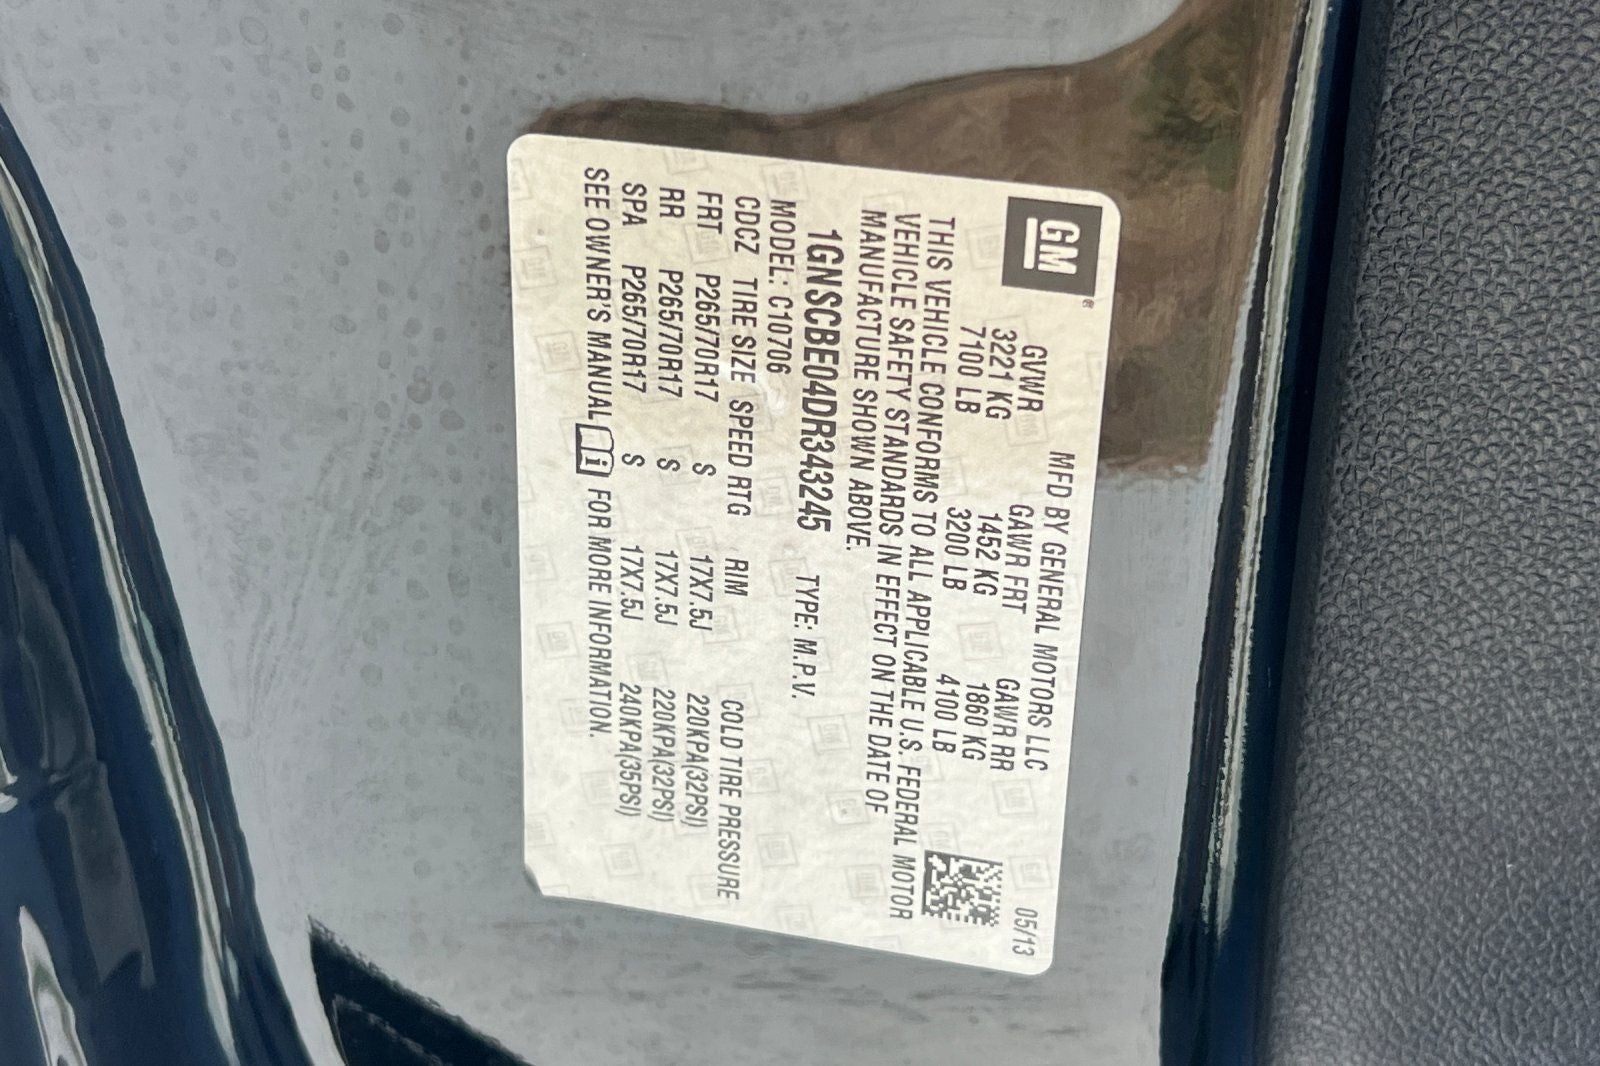 GM®
MFD BY GENERAL MOTORS LLC 05/13
GVWR GAWR FRT GAWR RR
3221 KG 1452 KG 1860 KG
7100 LB 3200 LB 4100 LB
THIS VEHICLE CONFORMS TO ALL APPLICABLE U.S. FEDERAL MOTOR
VEHICLE SAFETY STANDARDS IN EFFECT ON THE DATE OF
MANUFACTURE SHOWN ABOVE.
1GNSCBE04DR343245 TYPE: M.P.V.
MODEL: C10706
CDCZ TIRE SIZE SPEED RTG RIM COLD TIRE PRESSURE
FRT P265/70R17 S 17X7.5J 220KPA(32PSI)
RR P265/70R17 S 17X7.5J 220KPA(32PSI)
SPA P265/70R17 S 17X7.5J 240KPA(35PSI)
SEE OWNER'S MANUAL i FOR MORE INFORMATION.